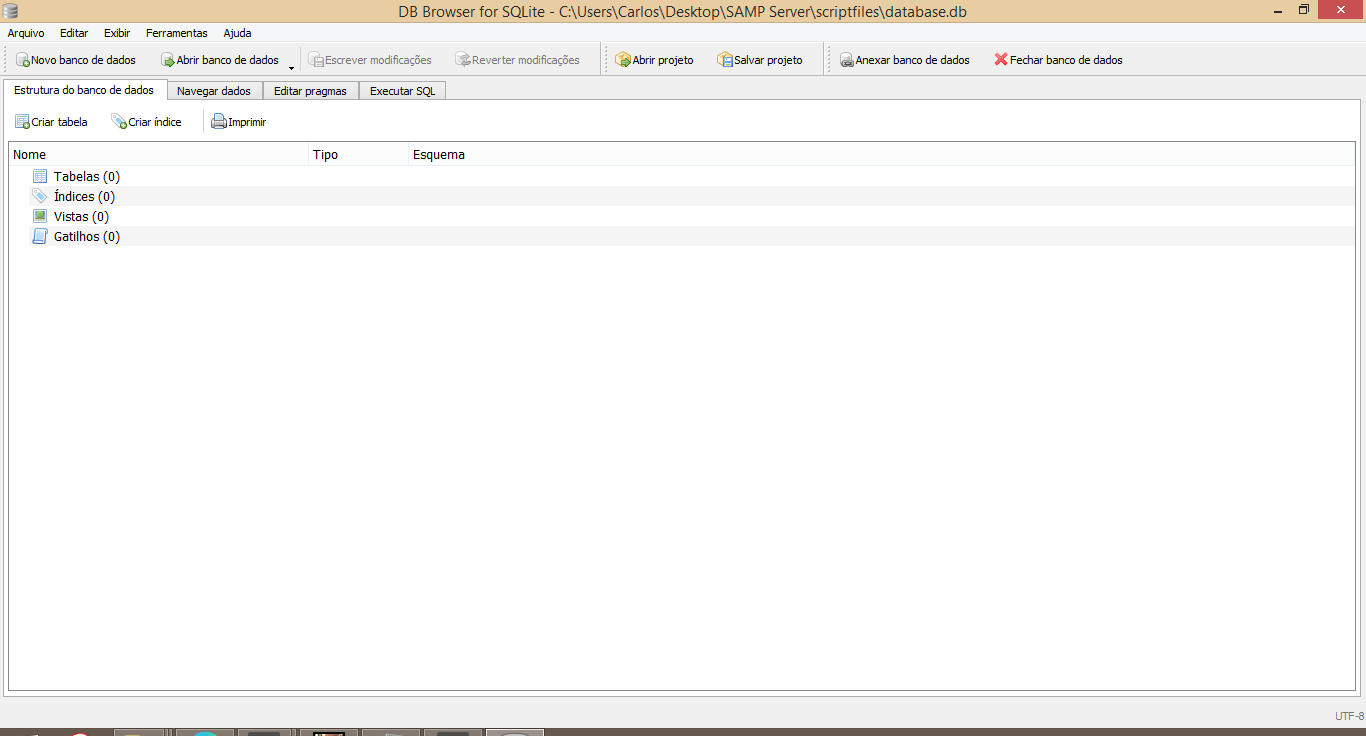 DB Browser for SQLite - C:\Users\Carlos\Desktop\SAMP Server\scriptfiles\database.db
Arquivo Editar Exibir Ferramentas Ajuda
Novo banco de dados Abrir banco de dados Escrever modificações Reverter modificações Abrir projeto Salvar projeto Anexar banco de dados Fechar banco de dados
Estrutura do banco de dados Navegar dados Editar pragmas Executar SQL
Criar tabela Criar índice Imprimir
Nome Tipo Esquema
Tabelas (0)
Índices (0)
Vistas (0)
Gatilhos (0)
UTF-8